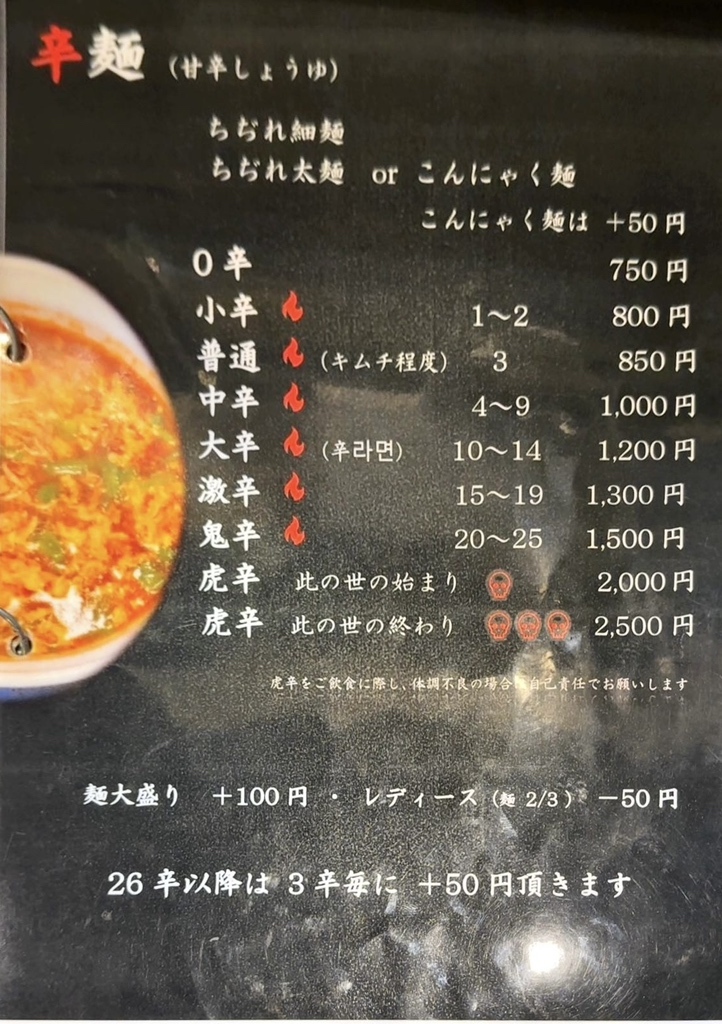 辛麺（甘辛しょうゆ）
ちぢれ細麺
ちぢれ太麺 or こんにゃく麺
こんにゃく麺は ＋50円
0辛 750円
小辛 1～2 800円
普通 （キムチ程度） 3 850円
中辛 4～9 1,000円
大辛 （辛라면） 10～14 1,200円
激辛 15～19 1,300円
鬼辛 20～25 1,500円
虎辛 此の世の始まり 2,000円
虎辛 此の世の終わり 2,500円
虎辛をご飲食に際し、体調不良の場合 自己責任でお願いします
麺大盛り ＋100円 ・ レディース（麺 2/3） －50円
26辛以降は 3辛毎に ＋50円頂きます